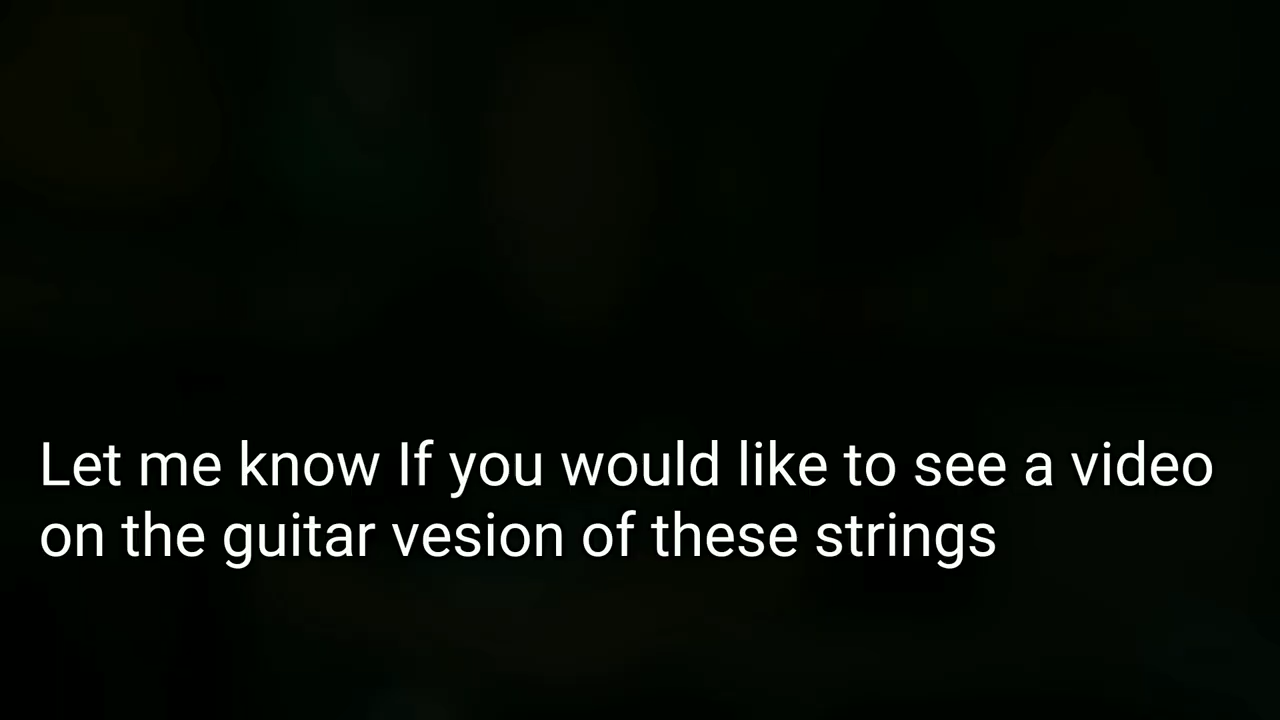 Let me know If you would like to see a video
on the guitar vesion of these strings